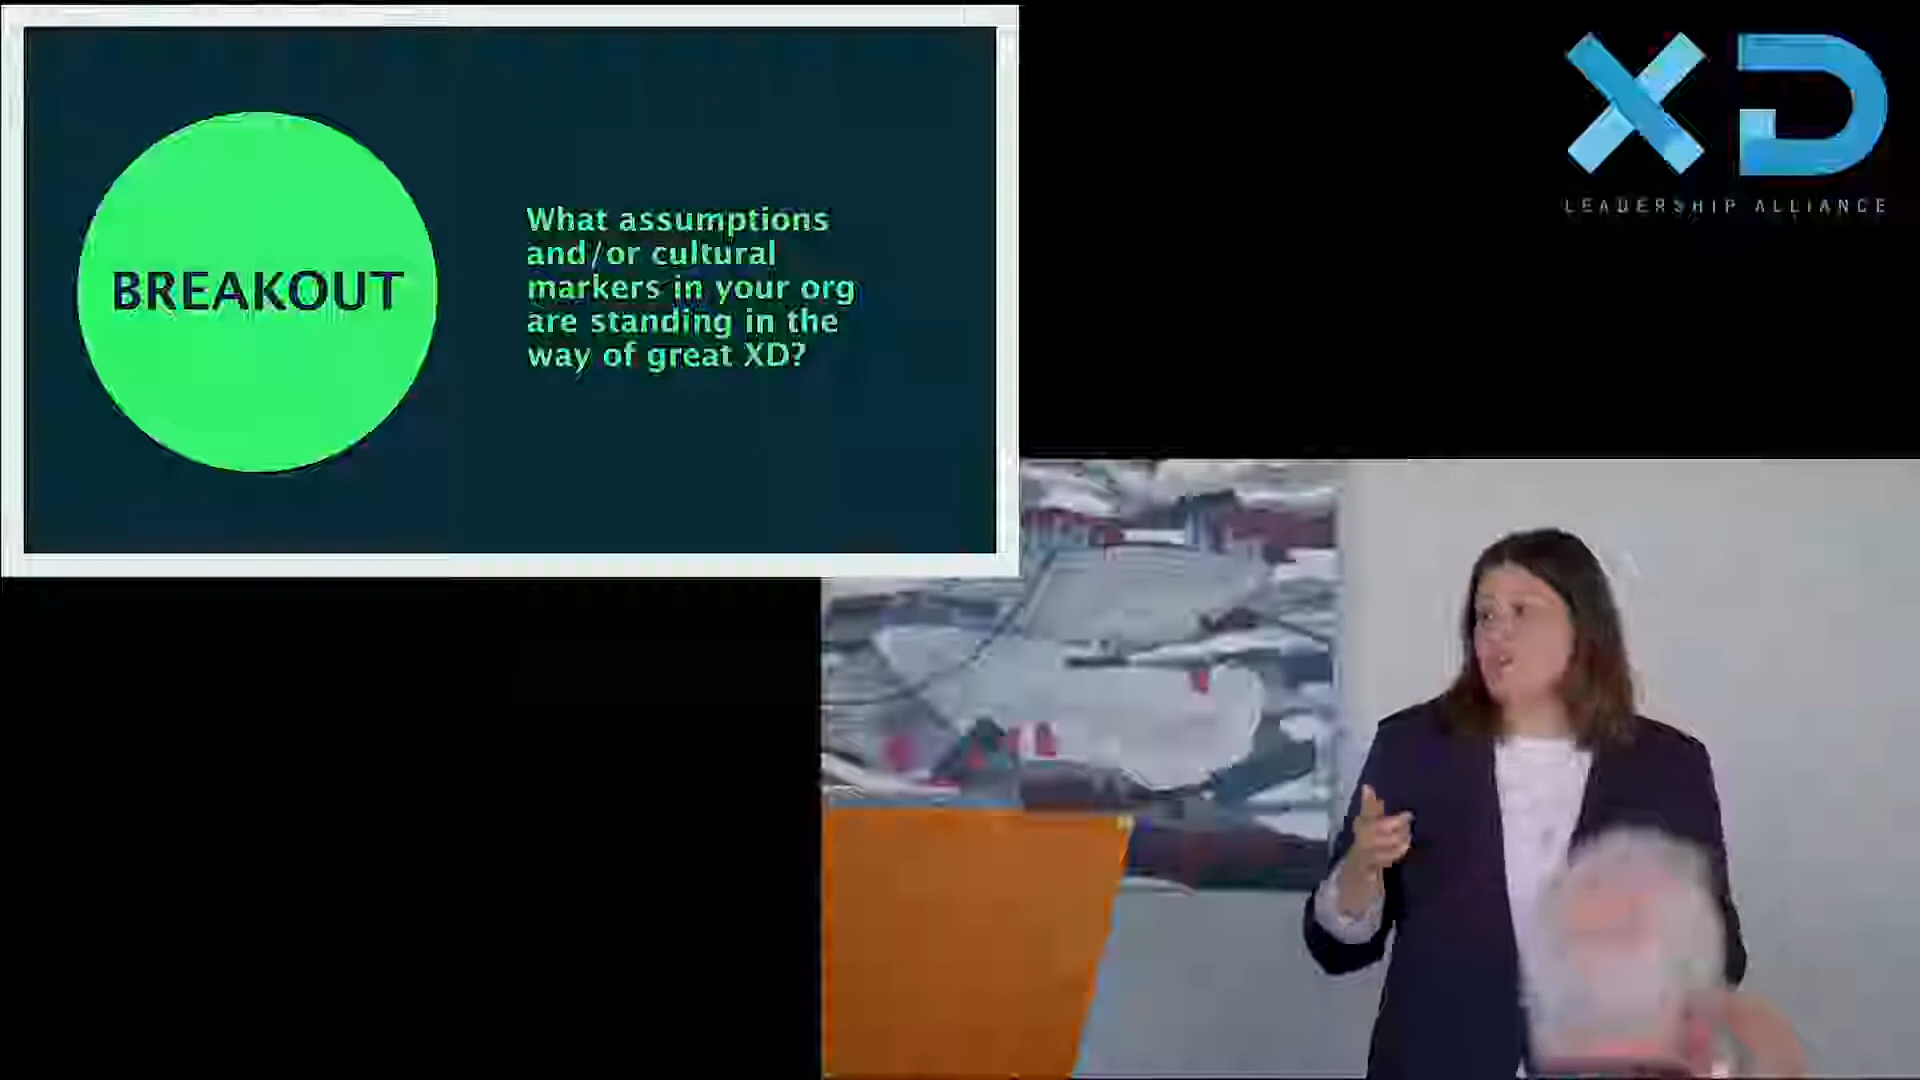 BREAKOUT
What assumptions
and/or cultural
markers in your org
are standing in the
way of great XD?
XD
LEADERSHIP ALLIANCE